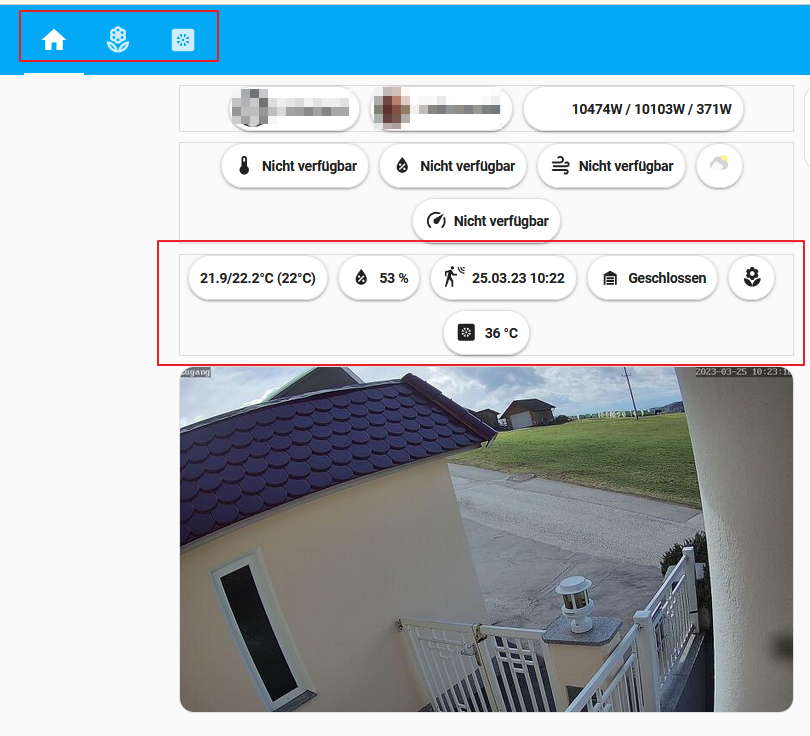 10474W / 10103W / 371W
Nicht verfügbar
Nicht verfügbar
Nicht verfügbar
Nicht verfügbar
21.9/22.2°C (22°C)
53 %
25.03.23 10:22
Geschlossen
36 °C
ugang
2023-03-25 10:23:1